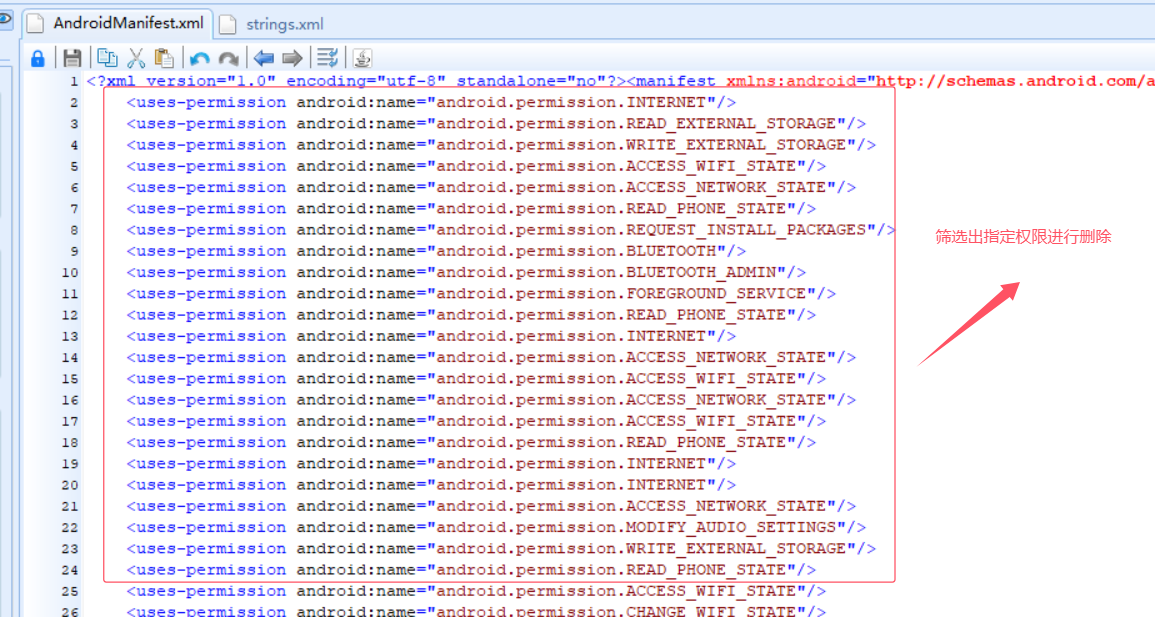 AndroidManifest.xml
strings.xml
1 <?xml version="1.0" encoding="utf-8" standalone="no"?><manifest xmlns:android="http://schemas.android.com/a
2 <uses-permission android:name="android.permission.INTERNET"/>
3 <uses-permission android:name="android.permission.READ_EXTERNAL_STORAGE"/>
4 <uses-permission android:name="android.permission.WRITE_EXTERNAL_STORAGE"/>
5 <uses-permission android:name="android.permission.ACCESS_WIFI_STATE"/>
6 <uses-permission android:name="android.permission.ACCESS_NETWORK_STATE"/>
7 <uses-permission android:name="android.permission.READ_PHONE_STATE"/>
8 <uses-permission android:name="android.permission.REQUEST_INSTALL_PACKAGES"/>
筛选出指定权限进行删除
9 <uses-permission android:name="android.permission.BLUETOOTH"/>
10 <uses-permission android:name="android.permission.BLUETOOTH_ADMIN"/>
11 <uses-permission android:name="android.permission.FOREGROUND_SERVICE"/>
12 <uses-permission android:name="android.permission.READ_PHONE_STATE"/>
13 <uses-permission android:name="android.permission.INTERNET"/>
14 <uses-permission android:name="android.permission.ACCESS_NETWORK_STATE"/>
15 <uses-permission android:name="android.permission.ACCESS_WIFI_STATE"/>
16 <uses-permission android:name="android.permission.ACCESS_NETWORK_STATE"/>
17 <uses-permission android:name="android.permission.ACCESS_WIFI_STATE"/>
18 <uses-permission android:name="android.permission.READ_PHONE_STATE"/>
19 <uses-permission android:name="android.permission.INTERNET"/>
20 <uses-permission android:name="android.permission.INTERNET"/>
21 <uses-permission android:name="android.permission.ACCESS_NETWORK_STATE"/>
22 <uses-permission android:name="android.permission.MODIFY_AUDIO_SETTINGS"/>
23 <uses-permission android:name="android.permission.WRITE_EXTERNAL_STORAGE"/>
24 <uses-permission android:name="android.permission.READ_PHONE_STATE"/>
25 <uses-permission android:name="android.permission.ACCESS_WIFI_STATE"/>
26 <uses-permission android:name="android.permission.CHANGE_WIFI_STATE"/>